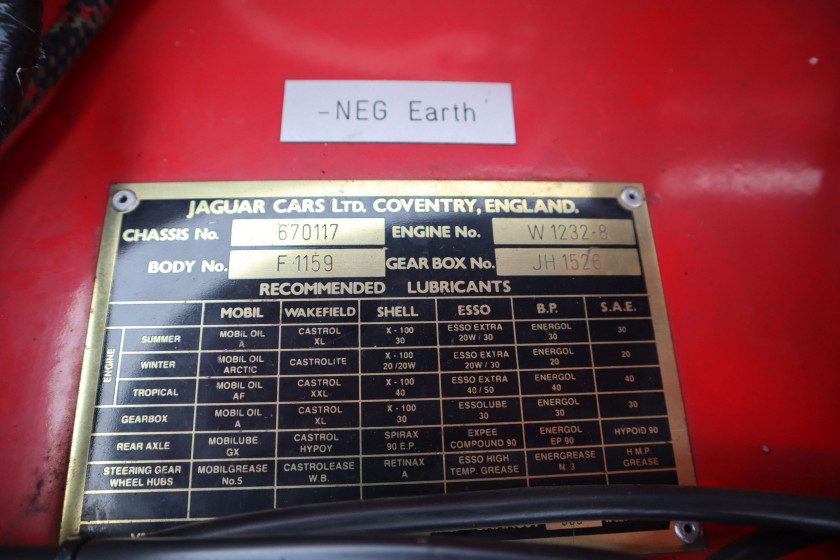 -NEG Earth
JAGUAR CARS LTD. COVENTRY, ENGLAND.
CHASSIS No. 670117 ENGINE No. W 1232-8
BODY No. F 1159 GEAR BOX No. JH 1526
RECOMMENDED LUBRICANTS
MOBIL WAKEFIELD SHELL ESSO B.P. S.A.E.
ENGINE
SUMMER MOBIL OIL A CASTROL XL X - 100 30 ESSO EXTRA 20W / 30 ENERGOL 30 30
WINTER MOBIL OIL ARCTIC CASTROLITE X - 100 20 / 20W ESSO EXTRA 20W / 30 ENERGOL 20 20
TROPICAL MOBIL OIL AF CASTROL XXL X - 100 40 ESSO EXTRA 40 / 50 ENERGOL 40 40
GEARBOX MOBIL OIL A CASTROL XL X - 100 30 ESSOLUBE 30 ENERGOL 30 30
REAR AXLE MOBILUBE GX CASTROL HYPOY SPIRAX 90 E.P. EXPEE COMPOUND 90 ENERGOL EP 90 HYPOID 90
STEERING GEAR WHEEL HUBS MOBILGREASE No.5 CASTROLEASE W.B. RETINAX A ESSO HIGH TEMP. GREASE ENERGREASE N. 3 H.M.P. GREASE